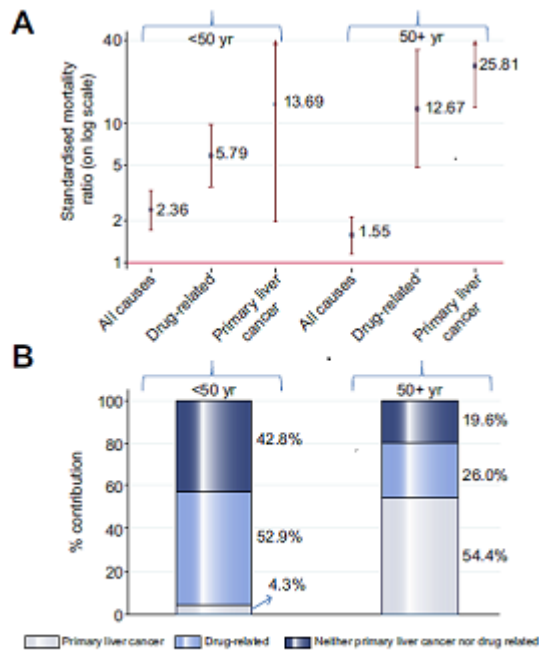 A
<50 yr
50+ yr
Standardised mortality
ratio (on log scale)
40
10
5
2
1
2.36
5.79
13.69
1.55
12.67
25.81
All causes
Drug-related
Primary liver
cancer
All causes
Drug-related
Primary liver
cancer
B
<50 yr
50+ yr
% contribution
100
80
60
40
20
0
42.8%
52.9%
4.3%
19.6%
26.0%
54.4%
Primary liver cancer
Drug-related
Neither primary liver cancer nor drug related